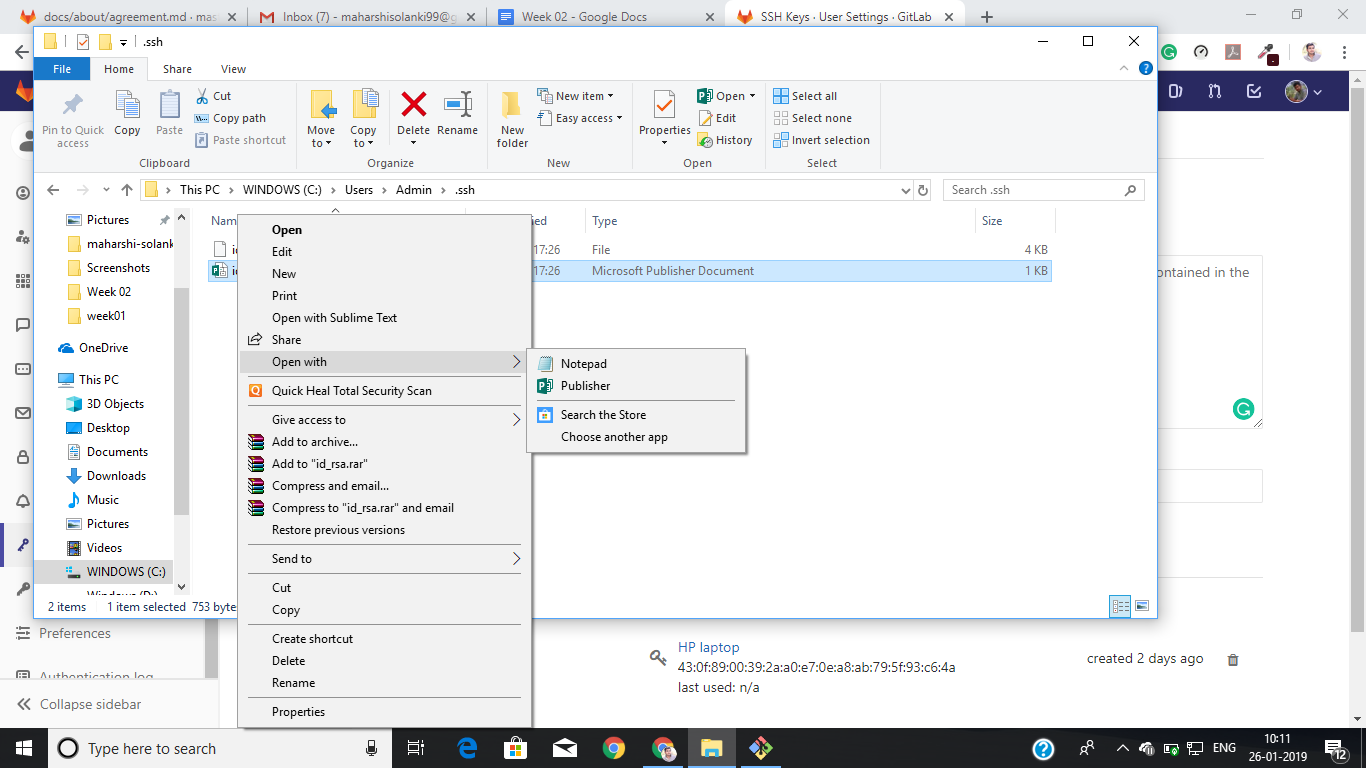 docs/about/agreement.md - mas
Inbox (7) - maharshisolanki99@g
Week 02 - Google Docs
SSH Keys · User Settings · GitLab
.ssh
File
Home
Share
View
Pin to Quick access
Copy
Paste
Cut
Copy path
Paste shortcut
Move to
Copy to
Delete
Rename
New folder
New item
Easy access
Properties
Open
Edit
History
Select all
Select none
Invert selection
Clipboard
Organize
New
Open
Select
This PC
WINDOWS (C:)
Users
Admin
.ssh
Search .ssh
Pictures
maharshi-solank
Screenshots
Week 02
week01
OneDrive
This PC
3D Objects
Desktop
Documents
Downloads
Music
Pictures
Videos
WINDOWS (C:)
Windows (D:)
Type
Size
17:26
File
4 KB
17:26
Microsoft Publisher Document
1 KB
Open
Edit
New
Print
Open with Sublime Text
Share
Open with
Quick Heal Total Security Scan
Give access to
Add to archive...
Add to "id_rsa.rar"
Compress and email...
Compress to "id_rsa.rar" and email
Restore previous versions
Send to
Cut
Copy
Create shortcut
Delete
Rename
Properties
Notepad
Publisher
Search the Store
Choose another app
contained in the
2 items
1 item selected 753 byte
Preferences
Authentication log
Collapse sidebar
HP laptop
43:0f:89:00:39:2a:a0:e7:0e:a8:ab:79:5f:93:c6:4a
last used: n/a
created 2 days ago
Type here to search
ENG
10:11
26-01-2019
12